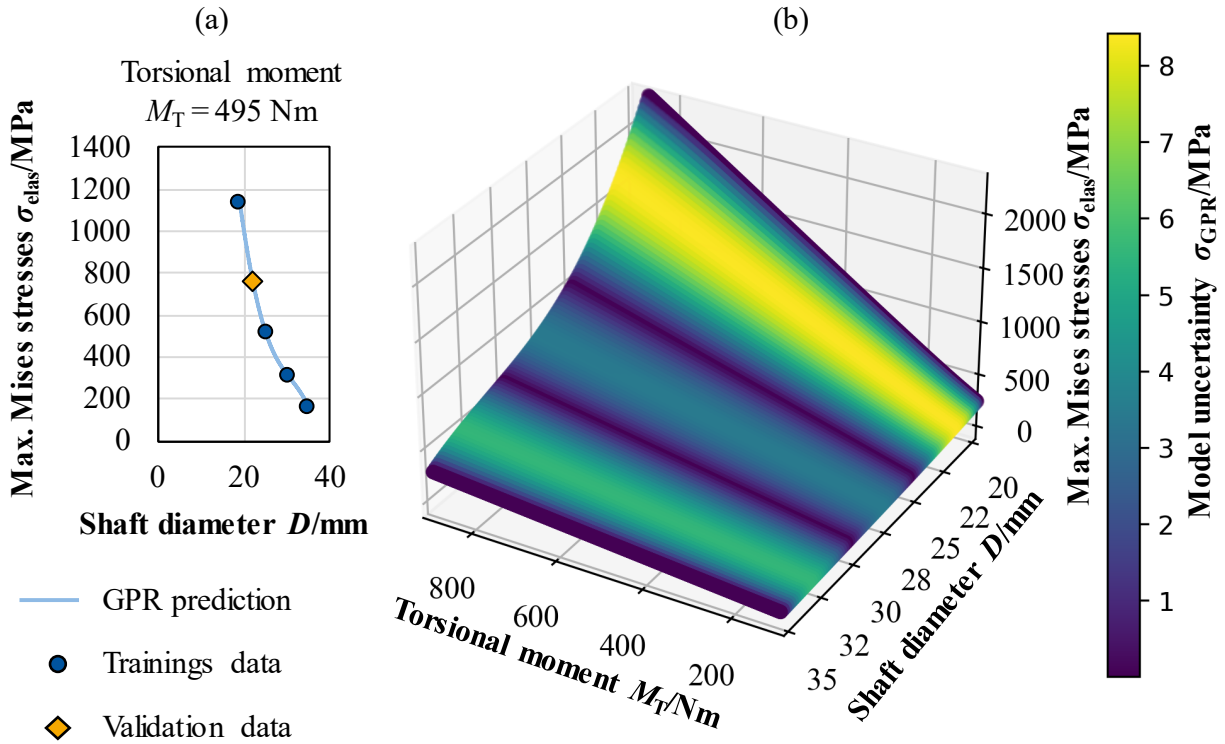 (a)
Torsional moment
M_T = 495 Nm
Max. Mises stresses σ_elas/MPa
1400
1200
1000
800
600
400
200
0
0 20 40
Shaft diameter D/mm
GPR prediction
Trainings data
Validation data
(b)
Max. Mises stresses σ_elas/MPa
2000
1500
1000
500
0
20
22
25
28
30
32
35
Shaft diameter D/mm
800
600
400
200
Torsional moment M_T/Nm
8
7
6
5
4
3
2
1
Model uncertainty σ_GPR/MPa